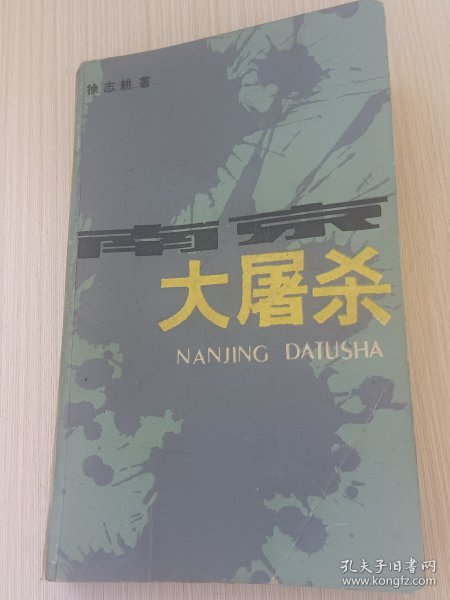 徐志耕著
南京
大屠杀
NANJING DATUSHA
孔夫子旧书网
www.kongfz.com